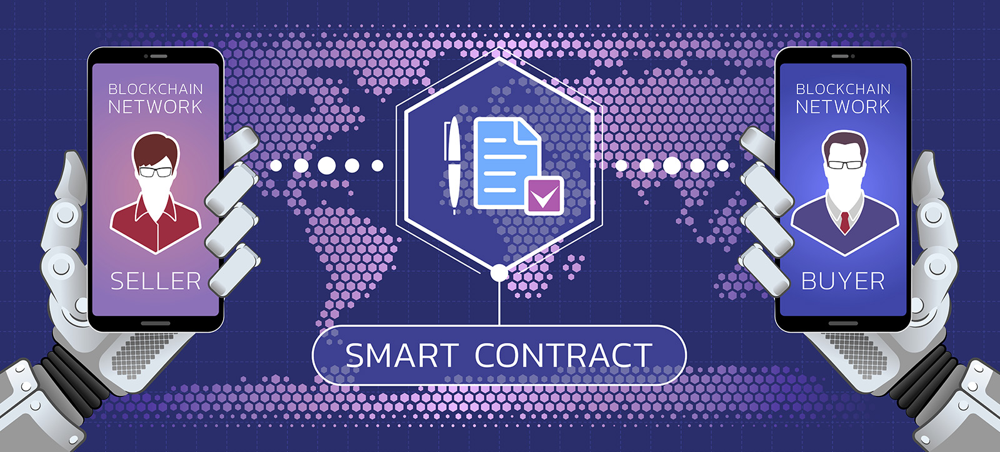 BLOCKCHAIN
NETWORK
SELLER
SMART CONTRACT
BLOCKCHAIN
NETWORK
BUYER